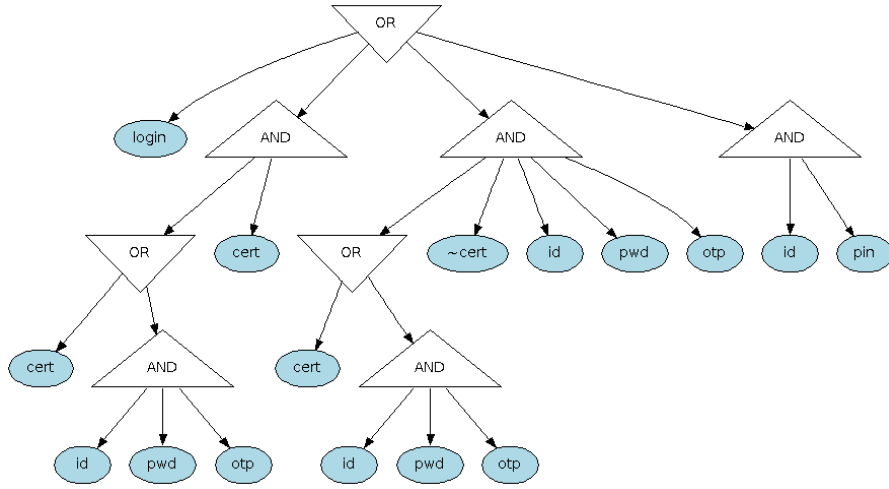 OR
login
AND
AND
AND
OR
cert
OR
~cert
id
pwd
otp
id
pin
cert
AND
cert
AND
id
pwd
otp
id
pwd
otp